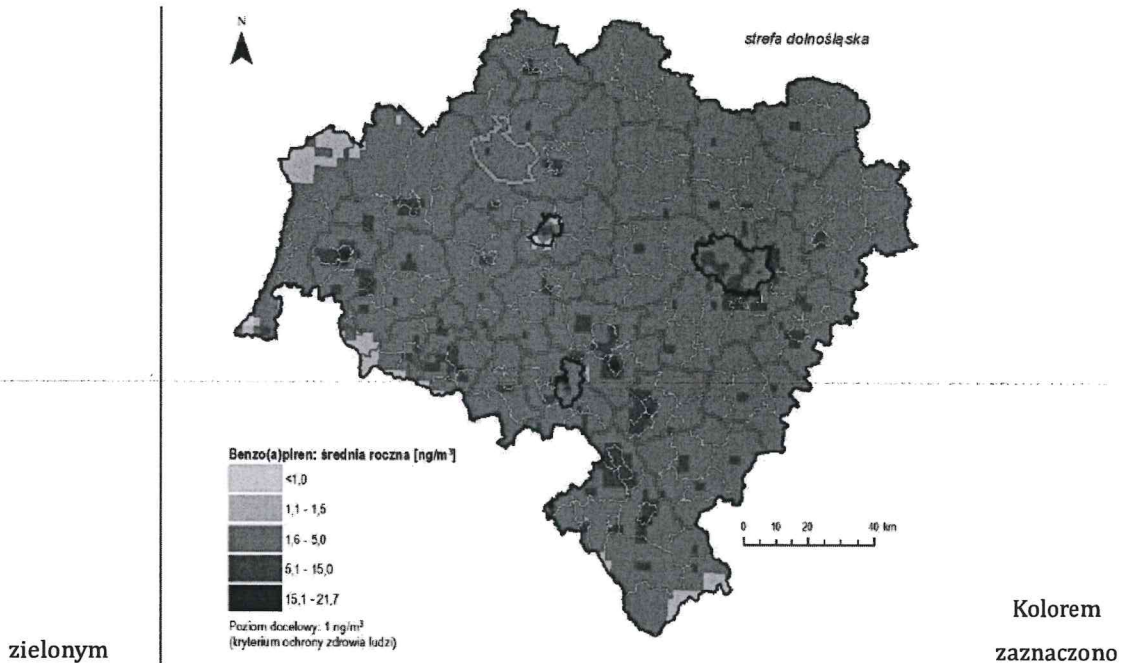 N
strefa dolnośląska
Benzo(a)piren: średnia roczna [ng/m³]
<1,0
1,1 - 1,5
1,6 - 5,0
5,1 - 15,0
15,1 - 21,7
Poziom docelowy: 1 ng/m³
(kryterium ochrony zdrowia ludzi)
0 10 20 40 km
Kolorem
zielonym zaznaczono